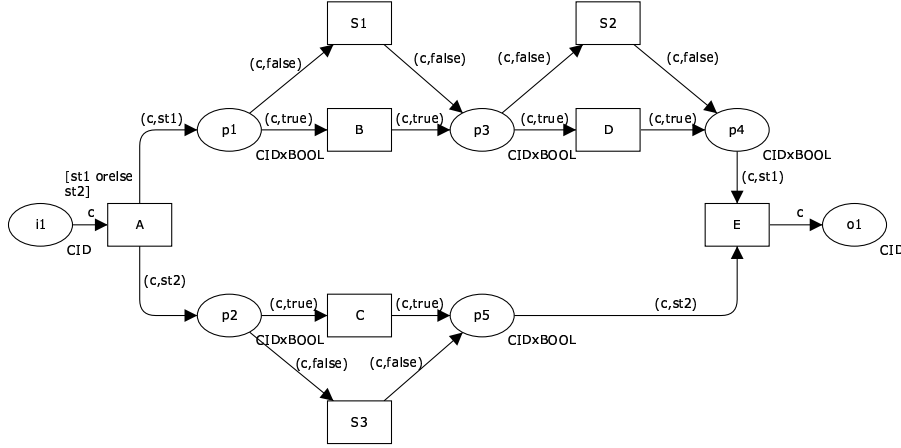 S1
S2
(c,false)
(c,false)
(c,false)
(c,false)
(c,st1)
p1
(c,true)
B
(c,true)
p3
(c,true)
D
(c,true)
p4
CIDxBOOL
CIDxBOOL
CIDxBOOL
[st1 orelse
st2]
(c,st1)
i1
c
A
E
c
o1
CID
CID
(c,st2)
p2
(c,true)
C
(c,true)
p5
(c,st2)
CIDxBOOL
CIDxBOOL
(c,false)
(c,false)
S3